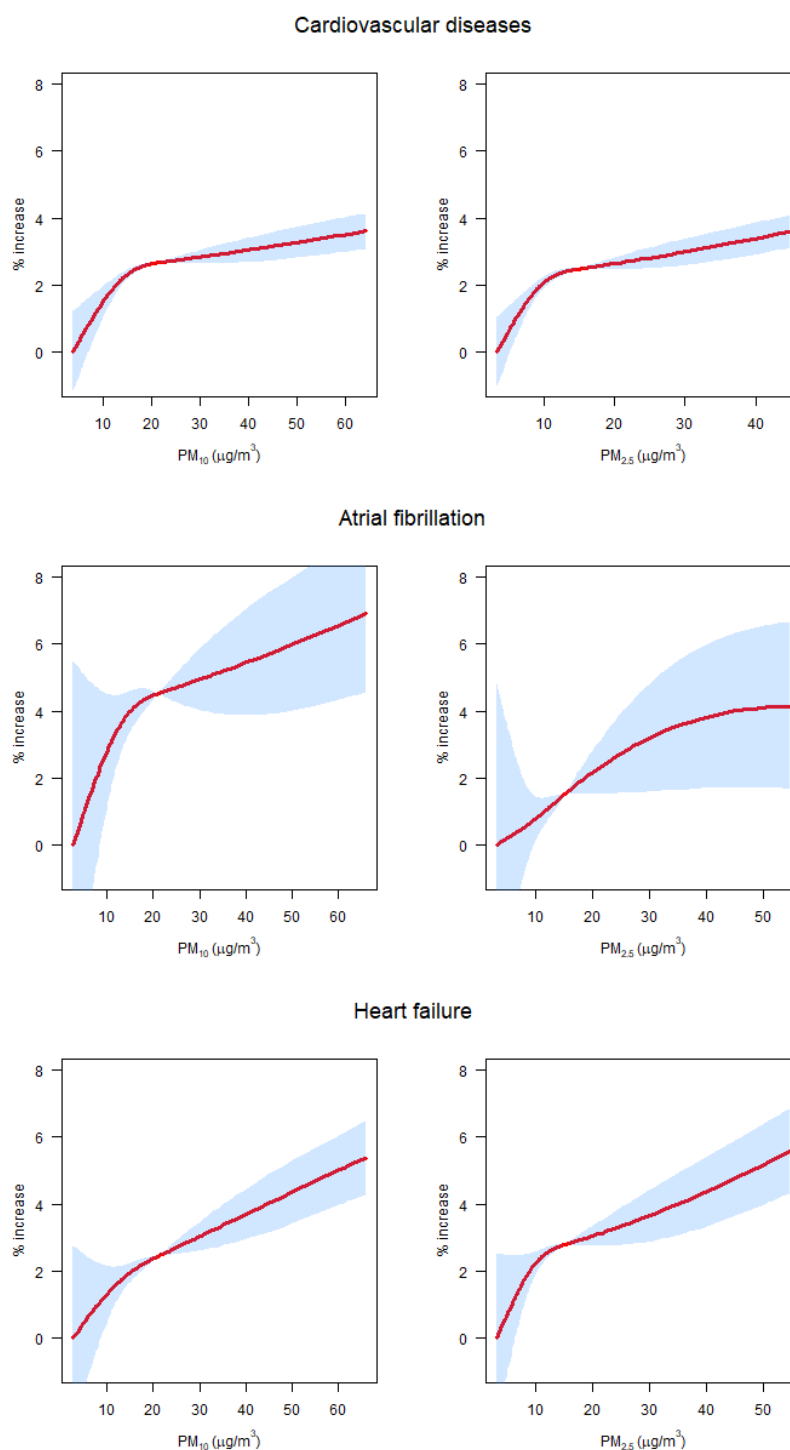 Cardiovascular diseases
8
6
4
2
0
% increase
10 20 30 40 50 60
PM10 (μg/m3)
8
6
4
2
0
% increase
10 20 30 40
PM2.5 (μg/m3)
Atrial fibrillation
8
6
4
2
0
% increase
10 20 30 40 50 60
PM10 (μg/m3)
8
6
4
2
0
% increase
10 20 30 40 50
PM2.5 (μg/m3)
Heart failure
8
6
4
2
0
% increase
10 20 30 40 50 60
PM10 (μg/m3)
8
6
4
2
0
% increase
10 20 30 40 50
PM2.5 (μg/m3)